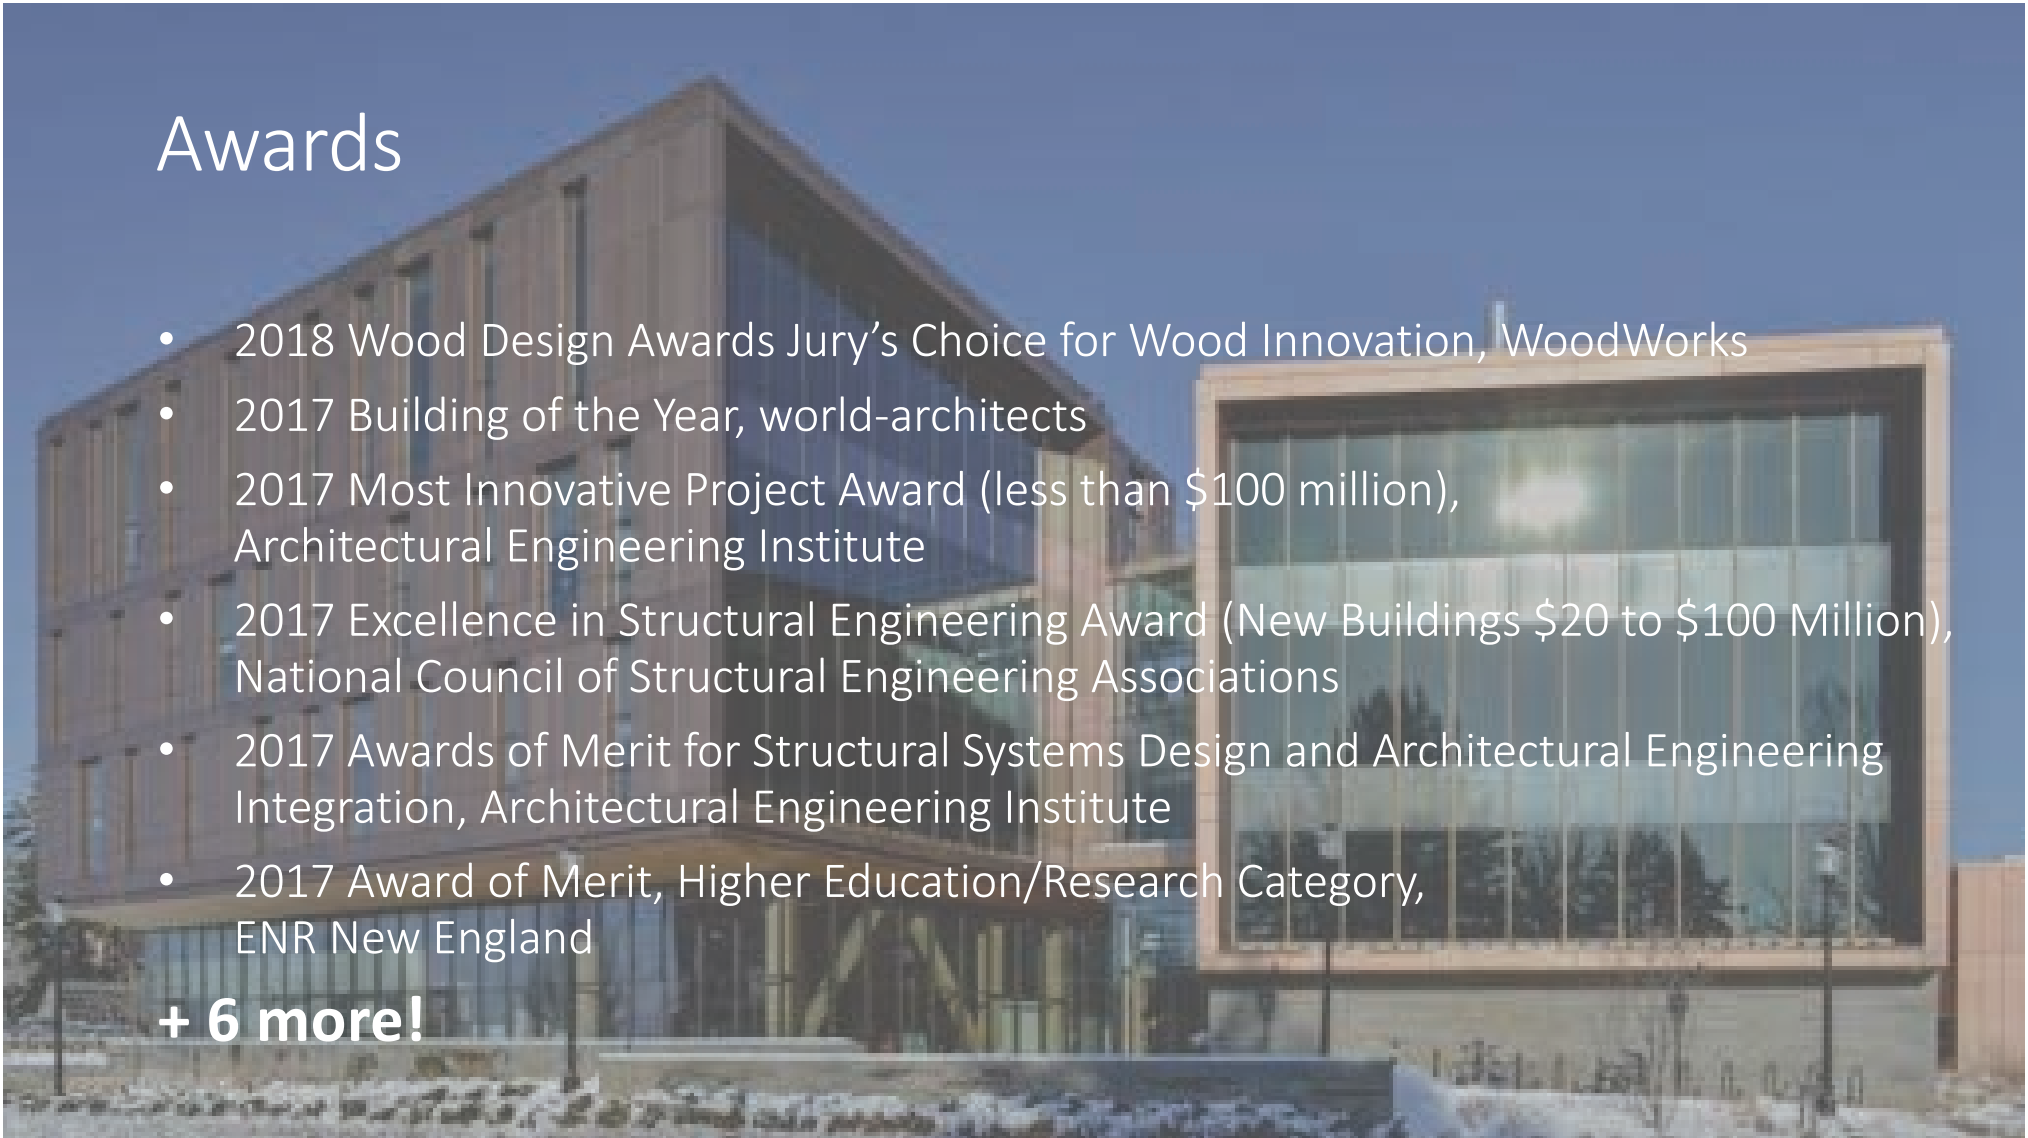 Awards
• 2018 Wood Design Awards Jury’s Choice for Wood Innovation, WoodWorks
• 2017 Building of the Year, world-architects
• 2017 Most Innovative Project Award (less than $100 million),
Architectural Engineering Institute
• 2017 Excellence in Structural Engineering Award (New Buildings $20 to $100 Million),
National Council of Structural Engineering Associations
• 2017 Awards of Merit for Structural Systems Design and Architectural Engineering
Integration, Architectural Engineering Institute
• 2017 Award of Merit, Higher Education/Research Category,
ENR New England
+ 6 more!